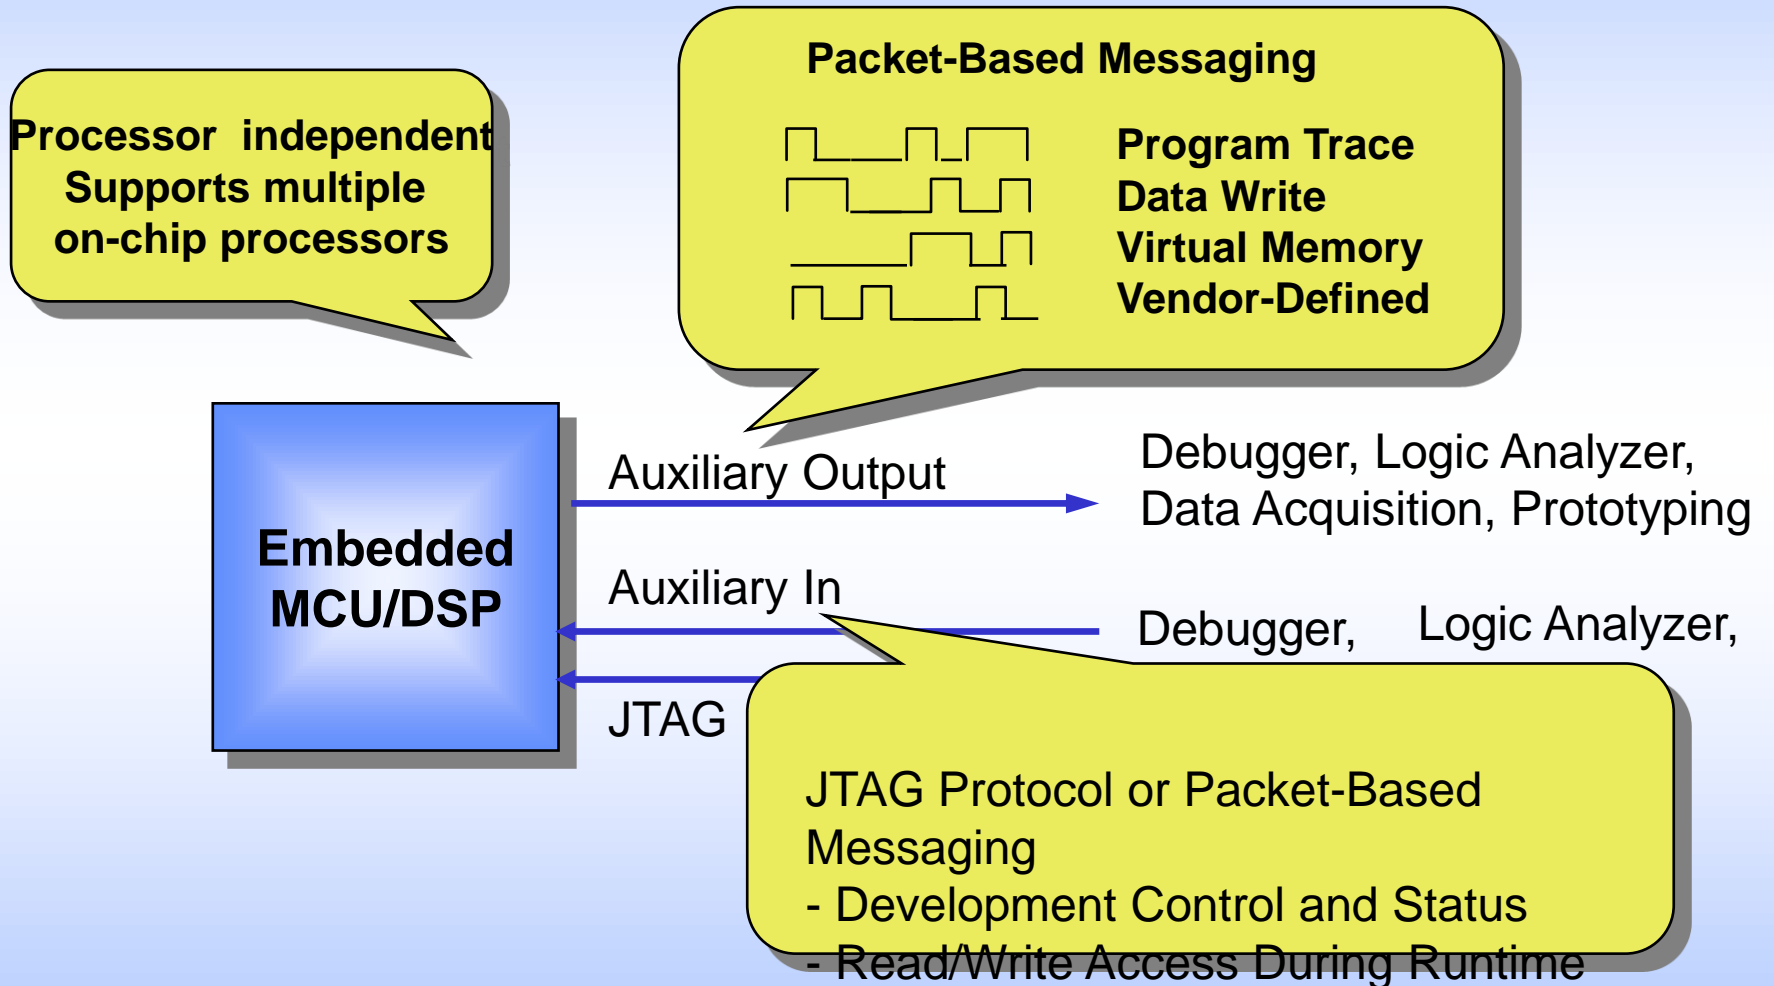 Processor independent
Supports multiple
on-chip processors
Packet-Based Messaging
Program Trace
Data Write
Virtual Memory
Vendor-Defined
Embedded
MCU/DSP
Auxiliary Output
Debugger, Logic Analyzer,
Data Acquisition, Prototyping
Auxiliary In
Debugger, Logic Analyzer,
JTAG
JTAG Protocol or Packet-Based
Messaging
- Development Control and Status
- Read/Write Access During Runtime